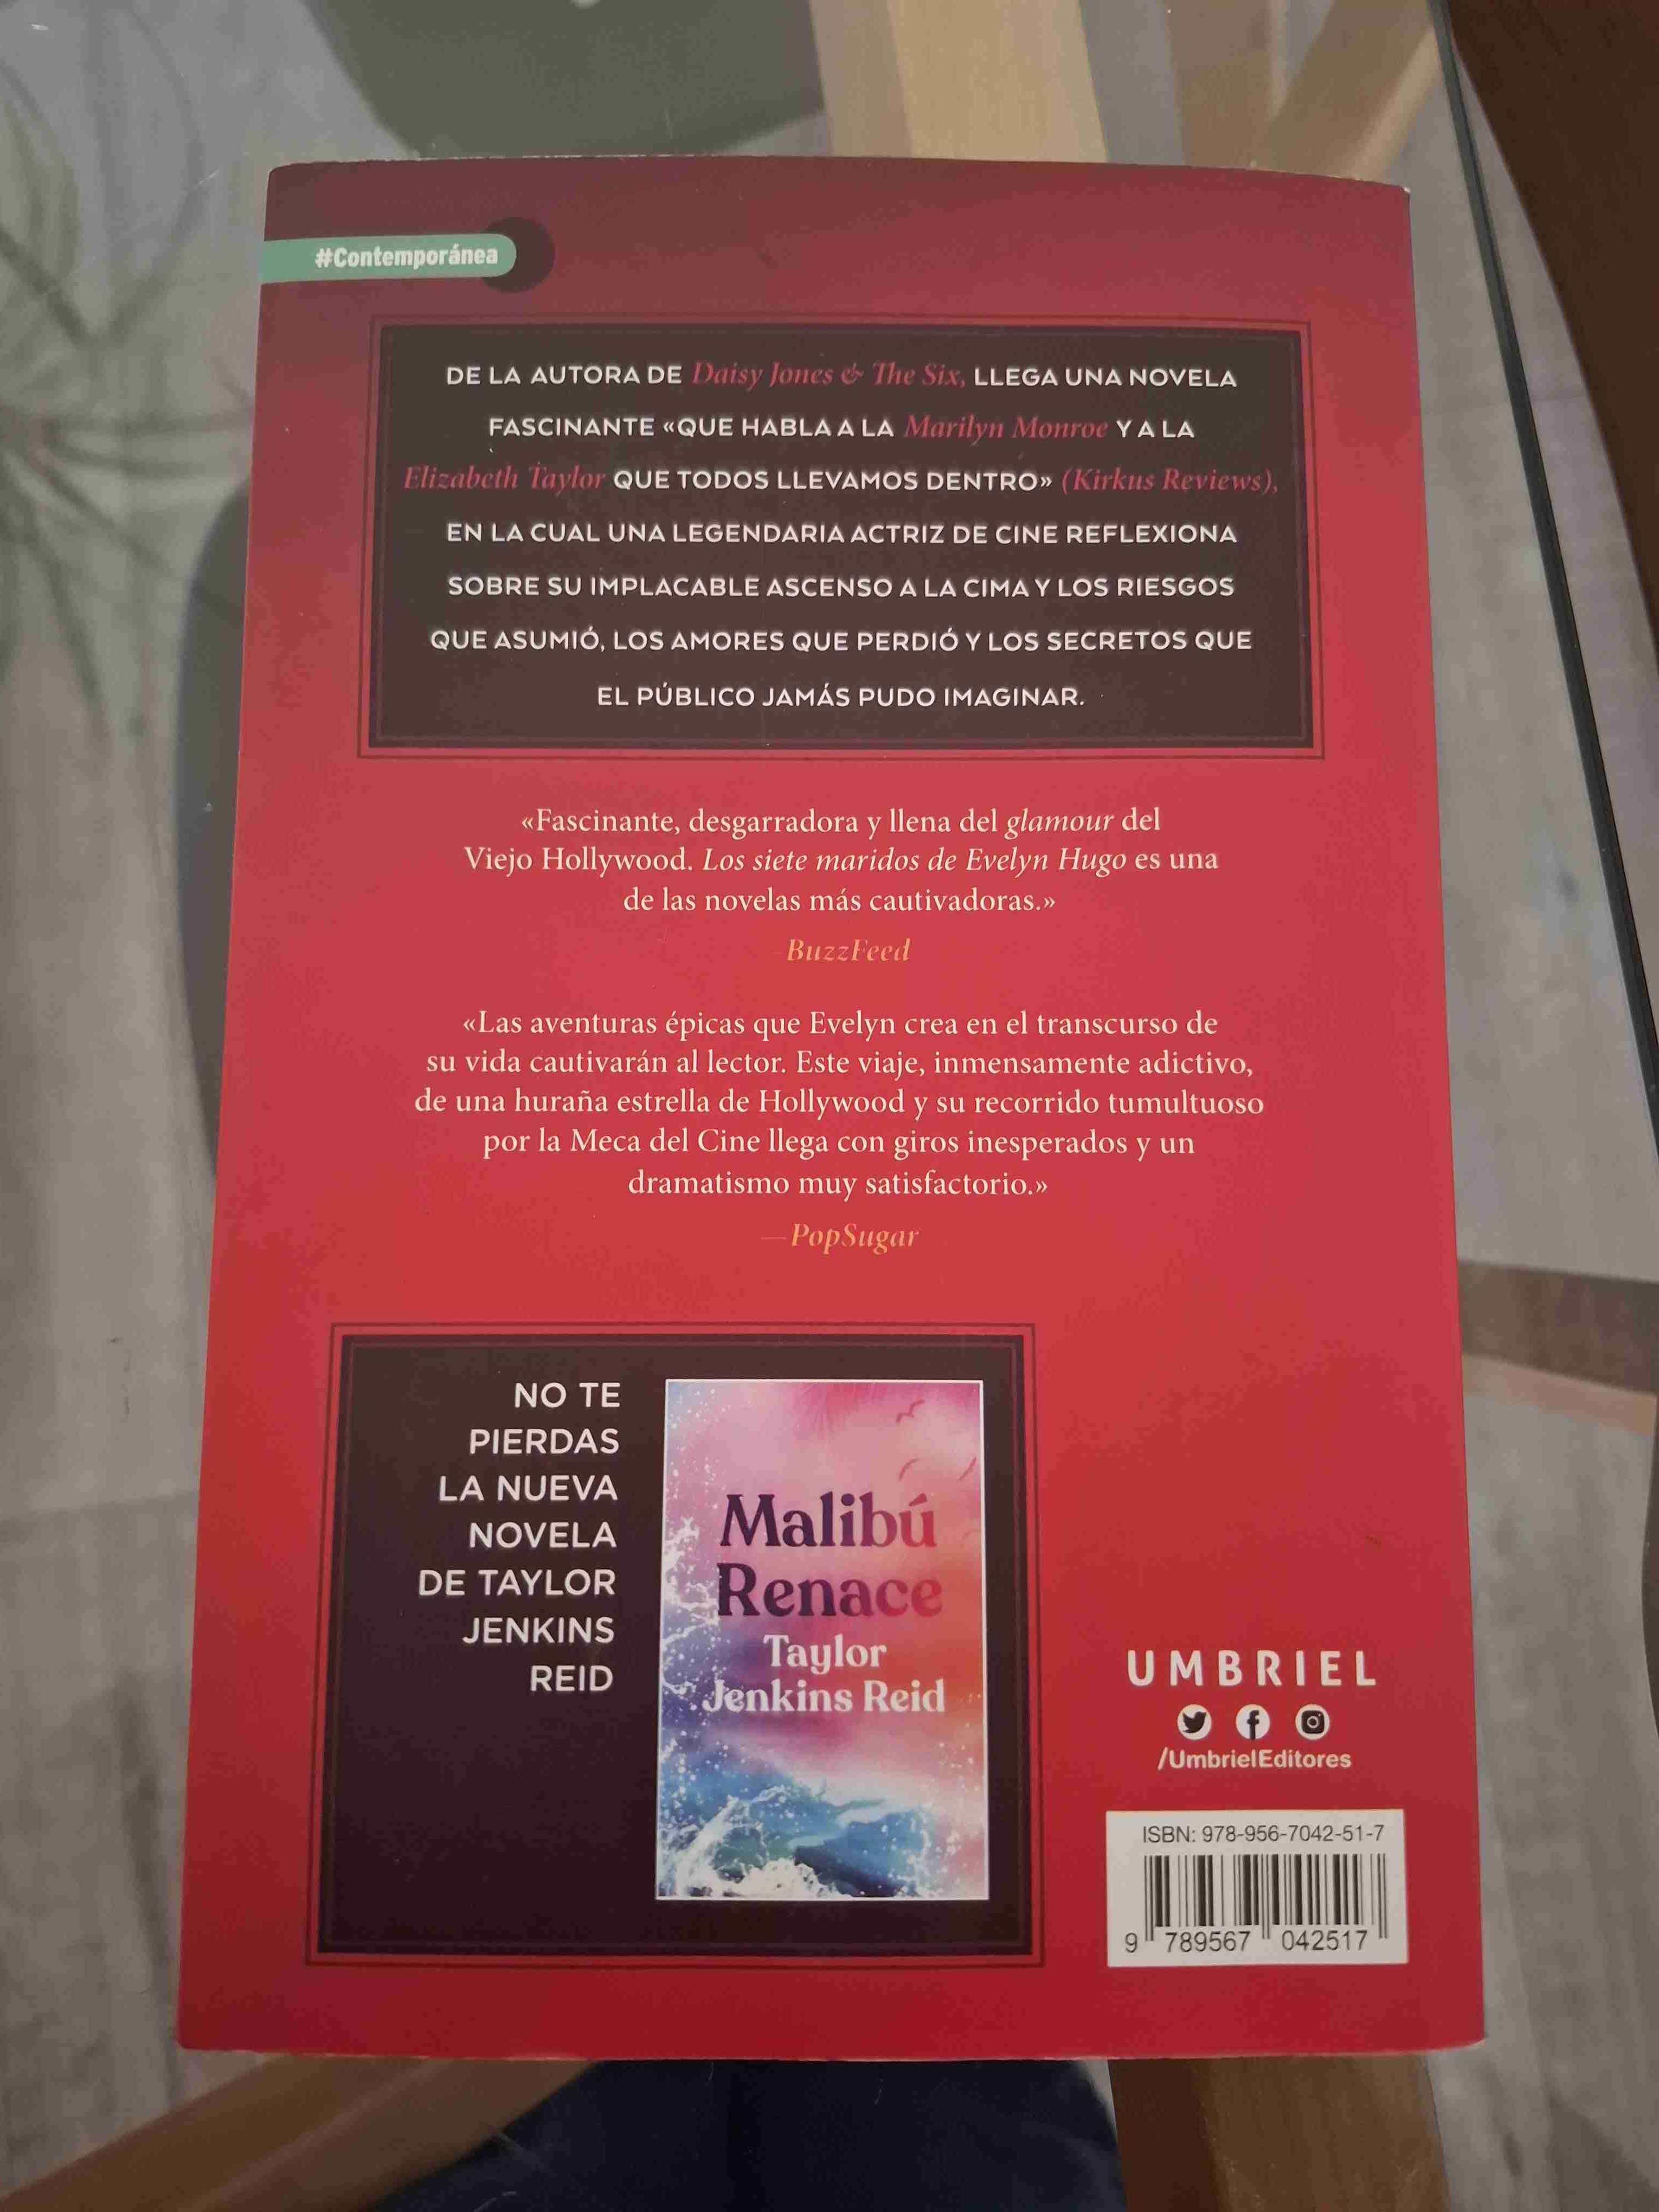 #Contemporánea
DE LA AUTORA DE Daisy Jones & The Six, LLEGA UNA NOVELA
FASCINANTE «QUE HABLA A LA Marilyn Monroe Y A LA
Elizabeth Taylor QUE TODOS LLEVAMOS DENTRO» (Kirkus Reviews),
EN LA CUAL UNA LEGENDARIA ACTRIZ DE CINE REFLEXIONA
SOBRE SU IMPLACABLE ASCENSO A LA CIMA Y LOS RIESGOS
QUE ASUMIÓ, LOS AMORES QUE PERDIÓ Y LOS SECRETOS QUE
EL PÚBLICO JAMÁS PUDO IMAGINAR.
«Fascinante, desgarradora y llena del glamour del
Viejo Hollywood. Los siete maridos de Evelyn Hugo es una
de las novelas más cautivadoras.»
BuzzFeed
«Las aventuras épicas que Evelyn crea en el transcurso de
su vida cautivarán al lector. Este viaje, inmensamente adictivo,
de una huraña estrella de Hollywood y su recorrido tumultuoso
por la Meca del Cine llega con giros inesperados y un
dramatismo muy satisfactorio.»
—PopSugar
NO TE
PIERDAS
LA NUEVA
NOVELA
DE TAYLOR
JENKINS
REID
Malibú
Renace
Taylor
Jenkins Reid
UMBRIEL
/UmbrielEditores
ISBN: 978-956-7042-51-7
9 789567 042517